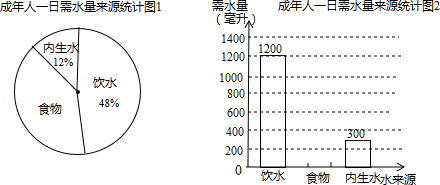 成年人一日需水量来源统计图1
内生水
12%
饮水
48%
食物
成年人一日需水量来源统计图2
需水量
（毫升）
1400
1200
1000
800
600
400
200
0
1200
300
饮水
食物
内生水
水来源